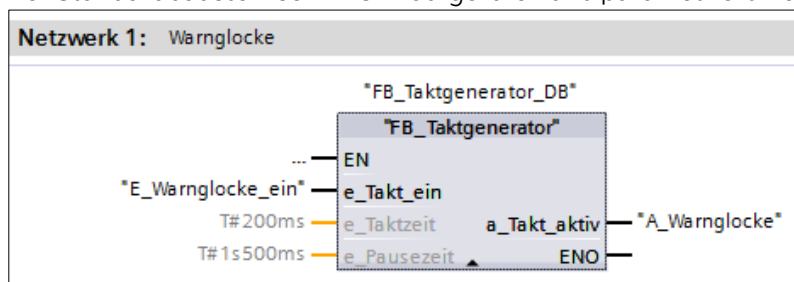 Netzwerk 1: Warnglocke
"FB_Taktgenerator_DB"
"FB_Taktgenerator"
... EN
"E_Warnglocke_ein" e_Takt_ein
T#200ms e_Taktzeit a_Takt_aktiv "A_Warnglocke"
T#1s500ms e_Pausezeit ENO